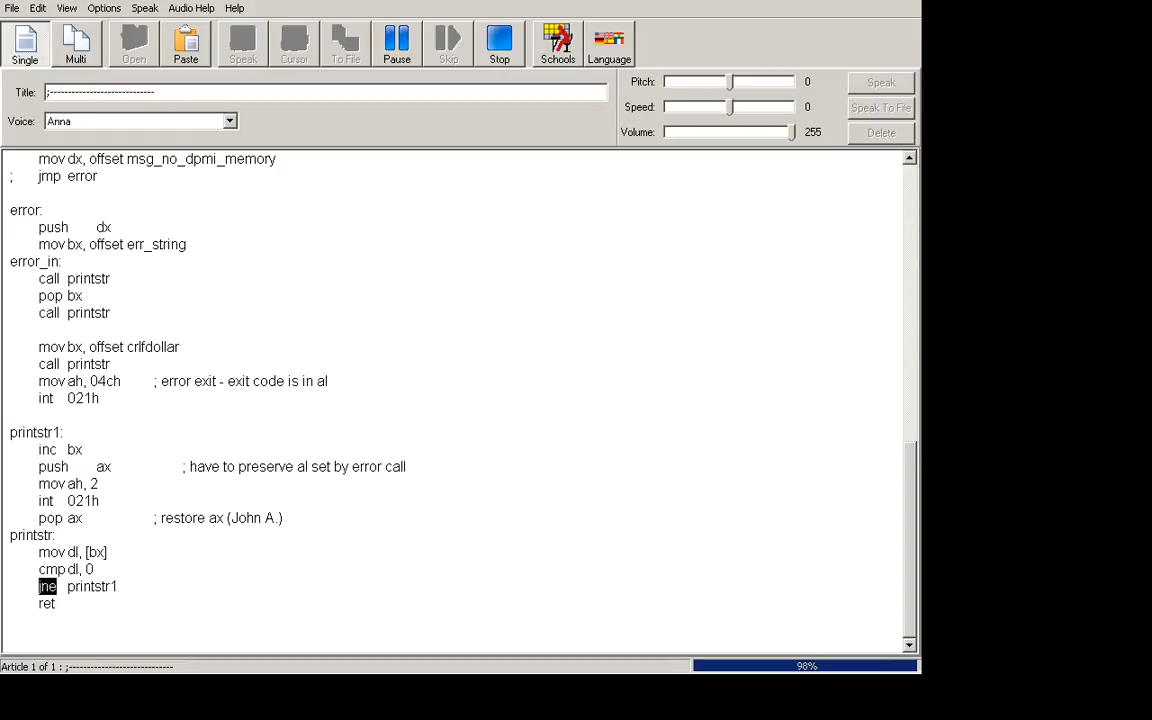 File Edit View Options Speak Audio Help Help
Single Multi Open Paste Speak Cursor To File Pause Skip Stop Schools Language
Title: ;-----------------------------
Voice: Anna
Pitch: 0 Speak
Speed: 0 Speak To File
Volume: 255 Delete
mov dx, offset msg_no_dpmi_memory
; jmp error
error:
push dx
mov bx, offset err_string
error_in:
call printstr
pop bx
call printstr
mov bx, offset crlfdollar
call printstr
mov ah, 04ch ; error exit - exit code is in al
int 021h
printstr1:
inc bx
push ax ; have to preserve al set by error call
mov ah, 2
int 021h
pop ax ; restore ax (John A.)
printstr:
mov dl, [bx]
cmp dl, 0
jne printstr1
ret
Article 1 of 1 : ;----------------------------- 98%